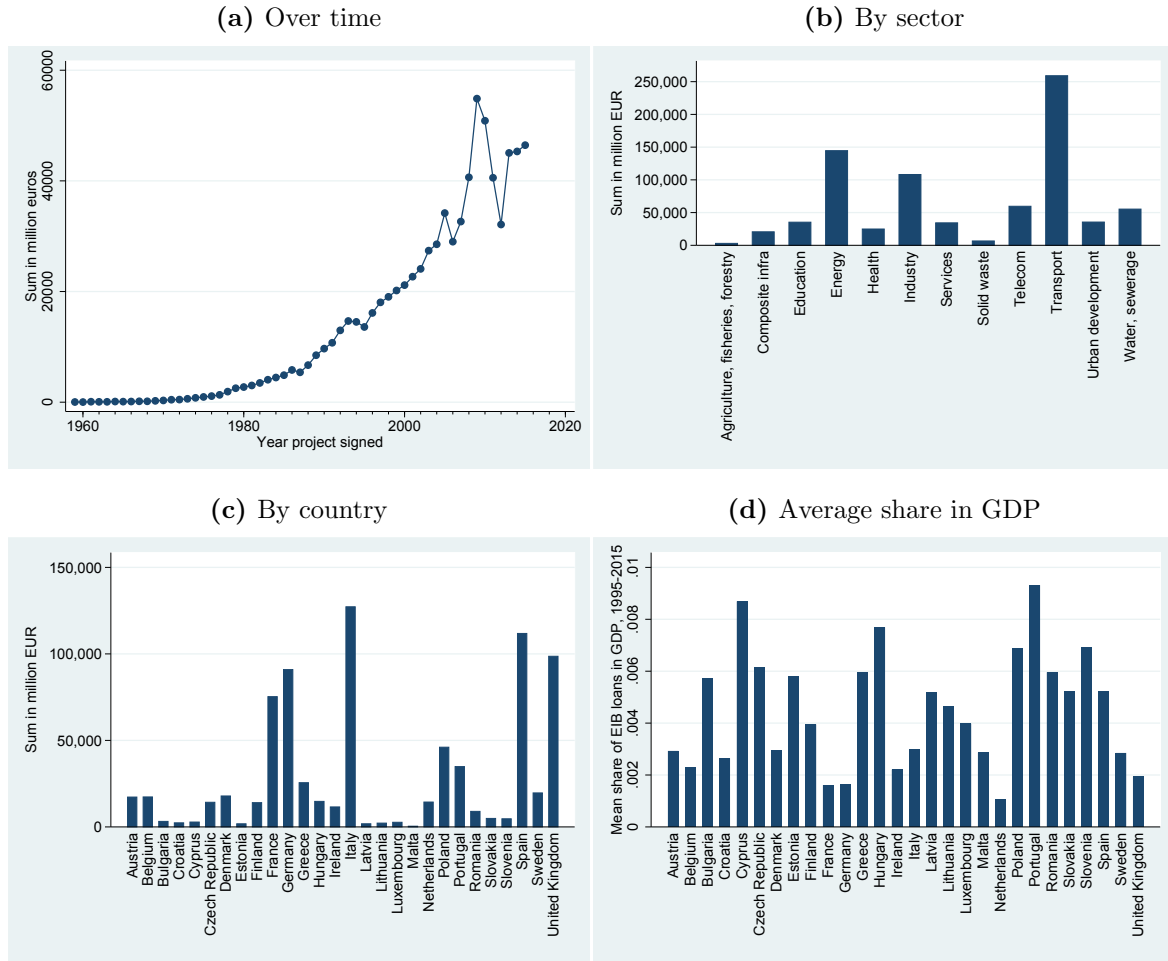 (a) Over time
Sum in million euros
60000
40000
20000
0
1960
1980
2000
2020
Year project signed
(b) By sector
Sum in million EUR
250,000
200,000
150,000
100,000
50,000
0
Agriculture, fisheries, forestry
Composite infra
Education
Energy
Health
Industry
Services
Solid waste
Telecom
Transport
Urban development
Water, sewerage
(c) By country
Sum in million EUR
150,000
100,000
50,000
0
Austria
Belgium
Bulgaria
Croatia
Cyprus
Czech Republic
Denmark
Estonia
Finland
France
Germany
Greece
Hungary
Ireland
Italy
Latvia
Lithuania
Luxembourg
Malta
Netherlands
Poland
Portugal
Romania
Slovakia
Slovenia
Spain
Sweden
United Kingdom
(d) Average share in GDP
Mean share of EIB loans in GDP, 1995-2015
.01
.008
.006
.004
.002
0
Austria
Belgium
Bulgaria
Croatia
Cyprus
Czech Republic
Denmark
Estonia
Finland
France
Germany
Greece
Hungary
Ireland
Italy
Latvia
Lithuania
Luxembourg
Malta
Netherlands
Poland
Portugal
Romania
Slovakia
Slovenia
Spain
Sweden
United Kingdom